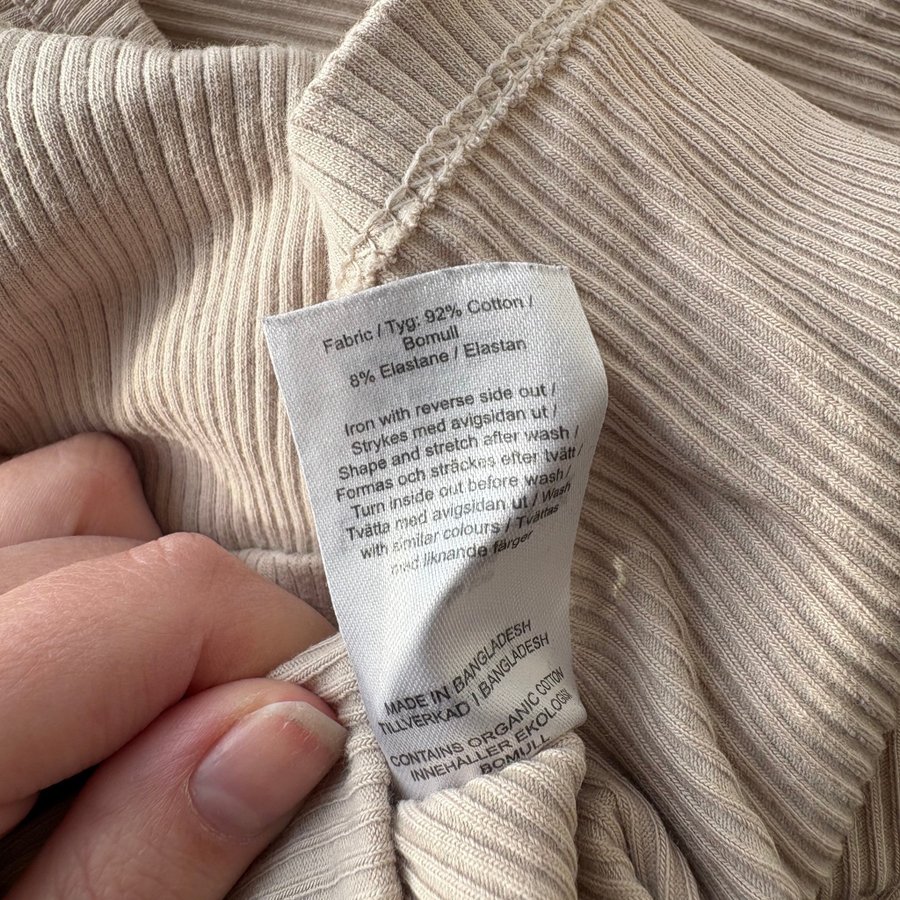 Fabric / Tyg: 92% Cotton /
Bomull
8% Elastane / Elastan
Iron with reverse side out /
Strykes med avigsidan ut /
Shape and stretch after wash /
Formas och sträckes efter tvätt /
Turn inside out before wash /
Tvätta med avigsidan ut / Wash
with similar colours / Tvättas
med liknande färger
MADE IN BANGLADESH
TILLVERKAD I BANGLADESH
CONTAINS ORGANIC COTTON
INNEHÅLLER EKOLOGISK
BOMULL